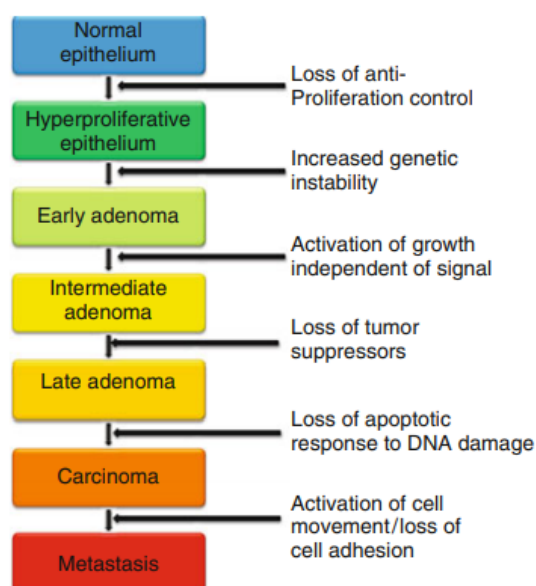 Normal
epithelium
Loss of anti-
Proliferation control
Hyperproliferative
epithelium
Increased genetic
instability
Early adenoma
Activation of growth
independent of signal
Intermediate
adenoma
Loss of tumor
suppressors
Late adenoma
Loss of apoptotic
response to DNA damage
Carcinoma
Activation of cell
movement/loss of
cell adhesion
Metastasis